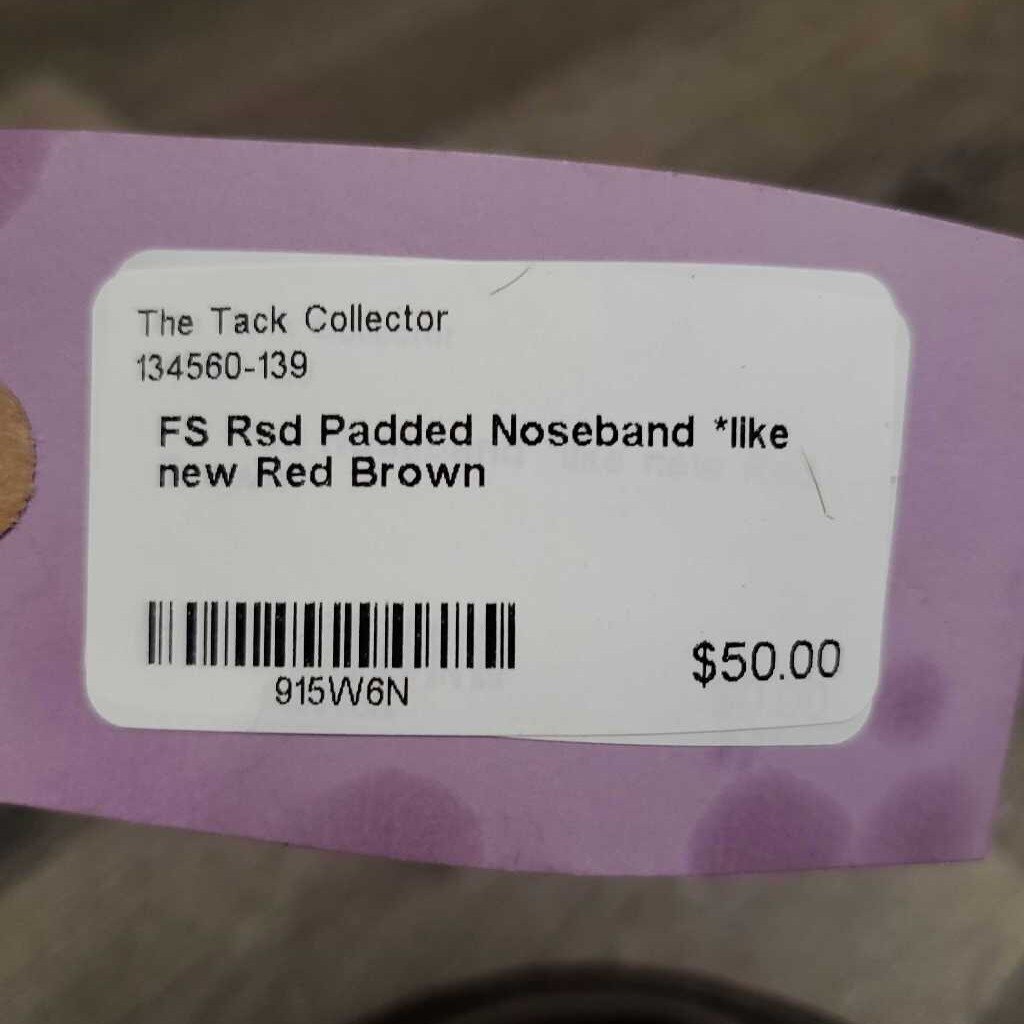 The Tack Collector
134560-139
FS Rsd Padded Noseband *like
new Red Brown
915W6N
$50.00